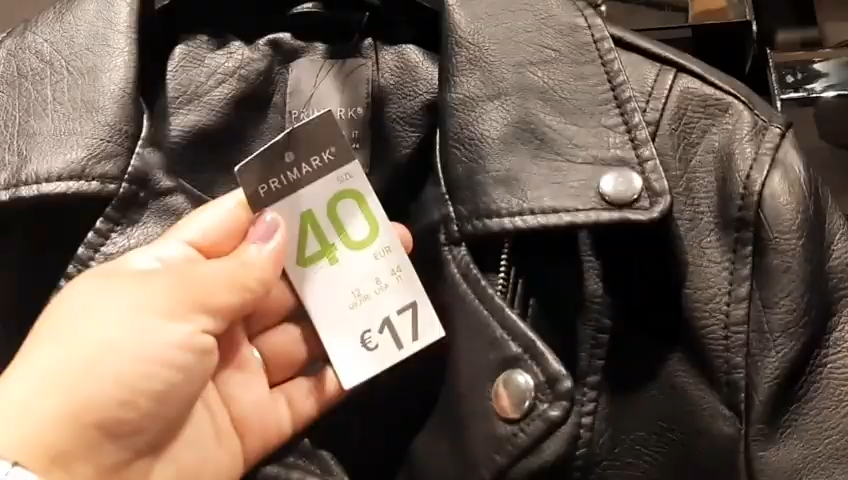 PRIMARK
PRIMARK
SIZE
40
EUR
12 8 44
UK/IRE USA IT
€17